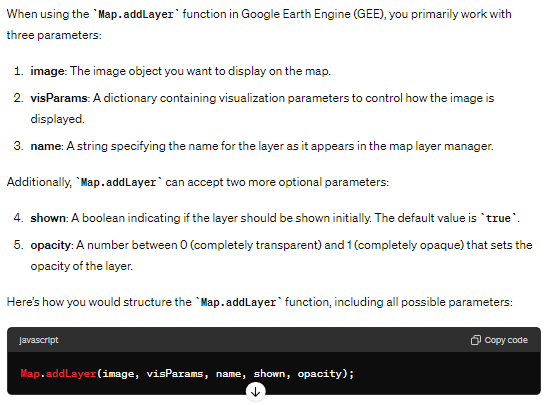 When using the `Map.addLayer` function in Google Earth Engine (GEE), you primarily work with
three parameters:
1. image: The image object you want to display on the map.
2. visParams: A dictionary containing visualization parameters to control how the image is
displayed.
3. name: A string specifying the name for the layer as it appears in the map layer manager.
Additionally, `Map.addLayer` can accept two more optional parameters:
4. shown: A boolean indicating if the layer should be shown initially. The default value is `true`.
5. opacity: A number between 0 (completely transparent) and 1 (completely opaque) that sets the
opacity of the layer.
Here's how you would structure the `Map.addLayer` function, including all possible parameters:
javascript
Copy code
Map.addLayer(image, visParams, name, shown, opacity);